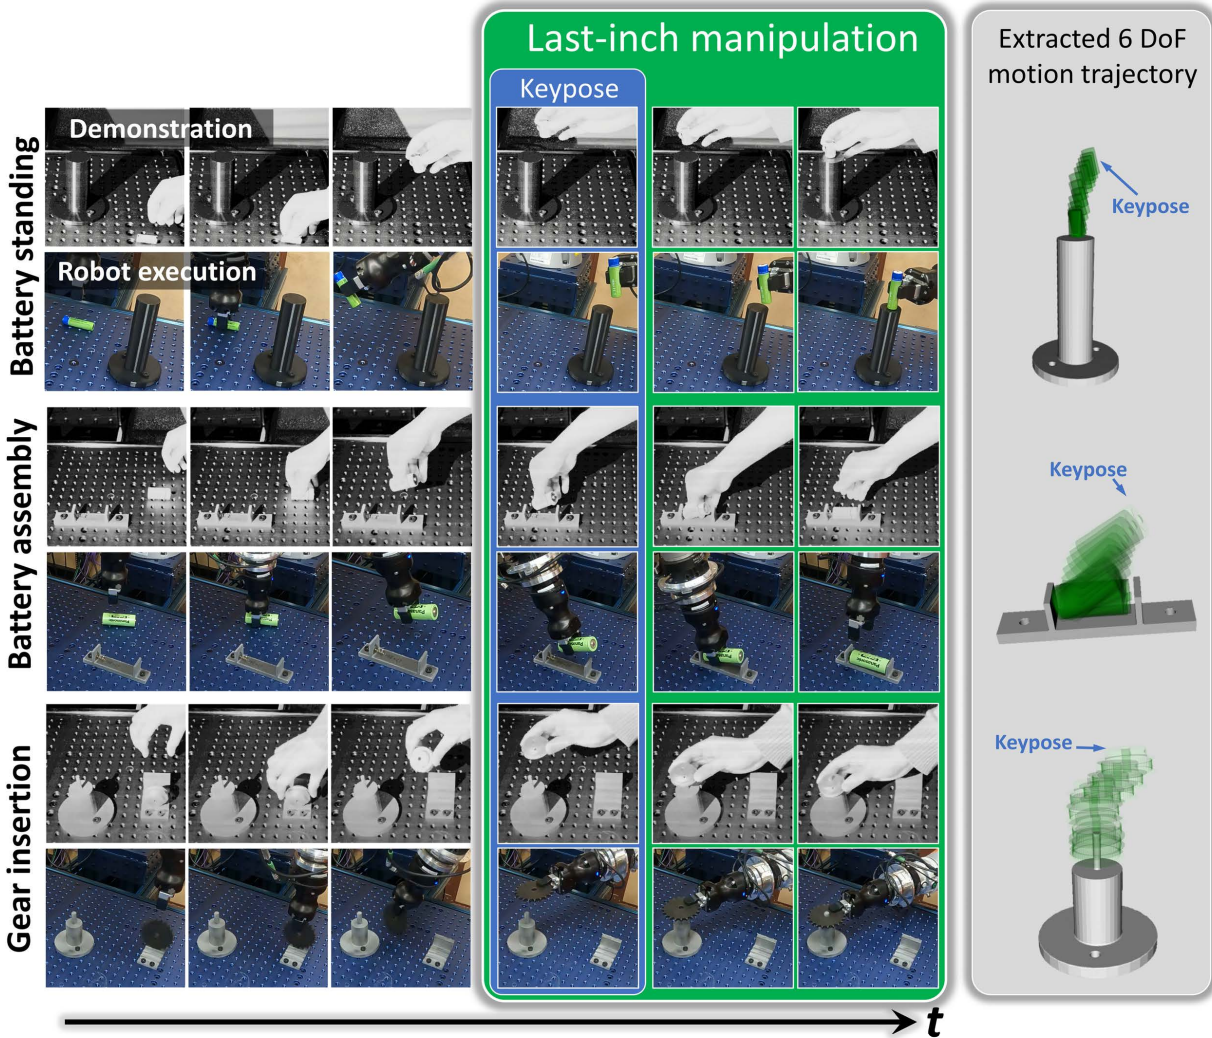 Last-inch manipulation
Keypose
Extracted 6 DoF
motion trajectory
Battery standing
Demonstration
Robot execution
Keypose
Battery assembly
Keypose
Panasonic
Gear insertion
Keypose
t